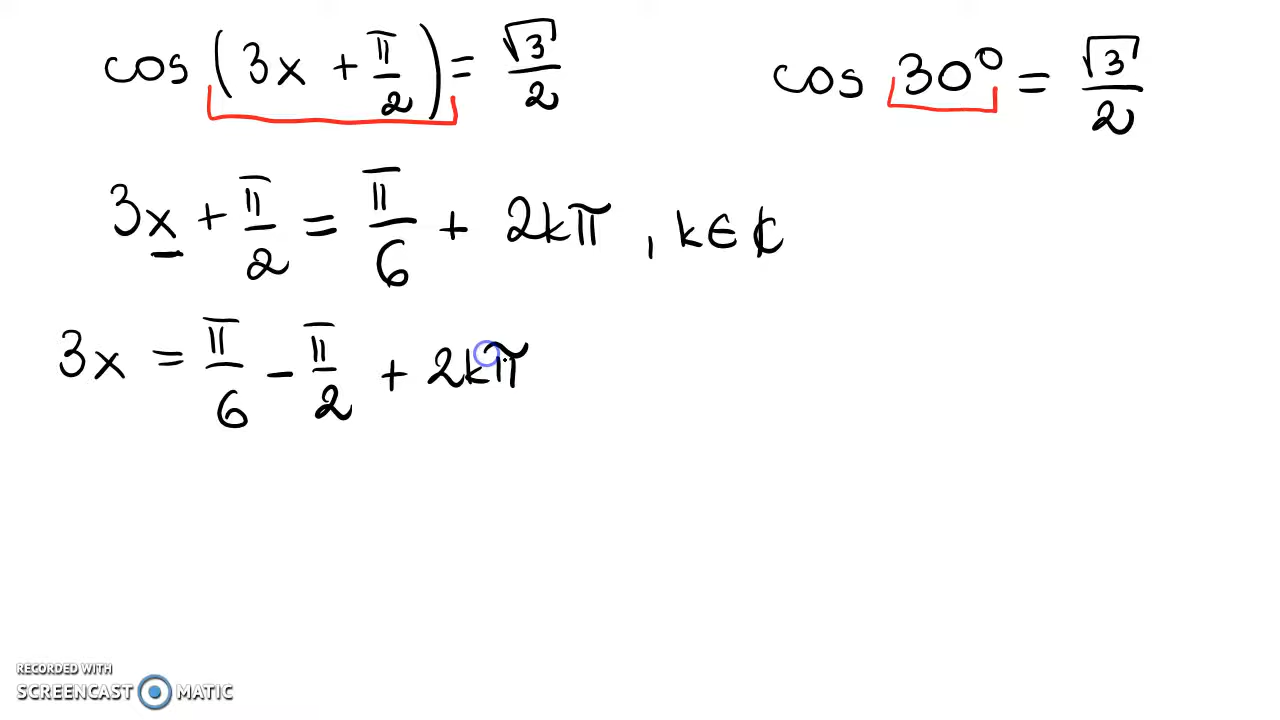 cos (3x + π/2) = √3/2
cos 30° = √3/2
3x + π/2 = π/6 + 2kπ , k ∈ ℂ
3x = π/6 - π/2 + 2kπ
RECORDED WITH
SCREENCAST MATIC